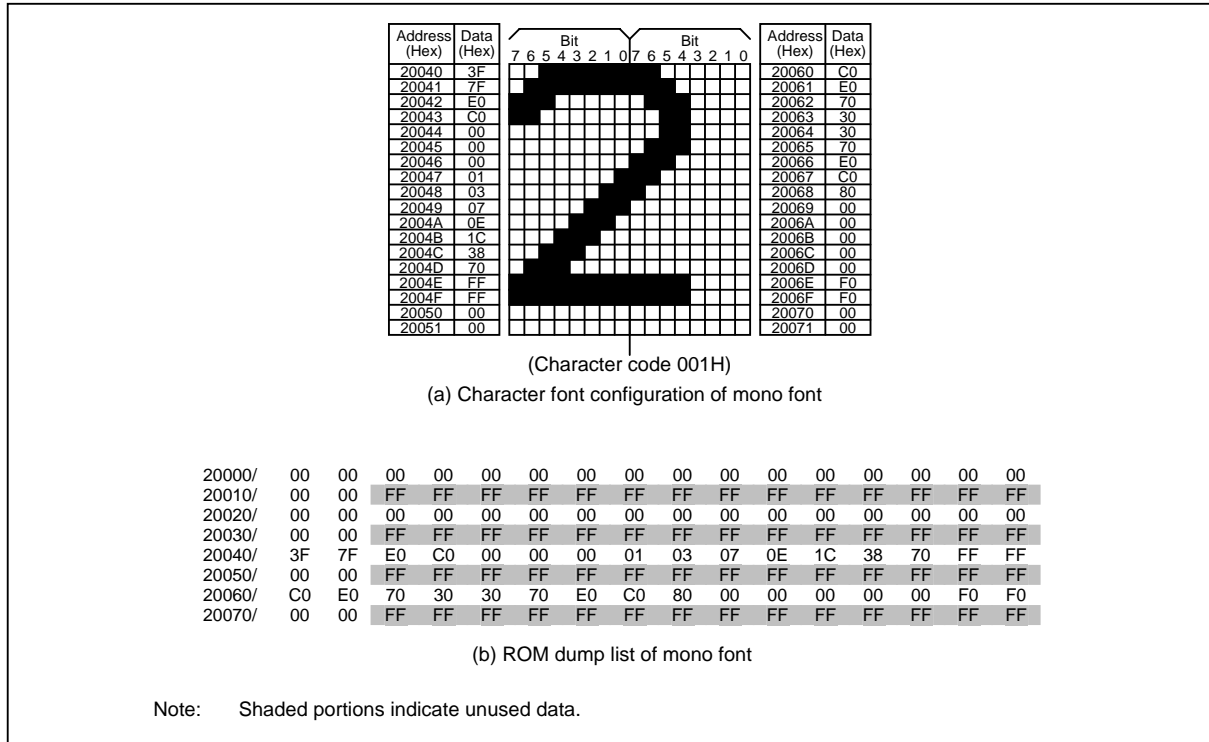 Address Data Bit Bit Address Data
(Hex) (Hex) 7 6 5 4 3 2 1 0 7 6 5 4 3 2 1 0 (Hex) (Hex)
20040 3F 20060 C0
20041 7F 20061 E0
20042 E0 20062 70
20043 C0 20063 30
20044 00 20064 30
20045 00 20065 70
20046 00 20066 E0
20047 01 20067 C0
20048 03 20068 80
20049 07 20069 00
2004A 0E 2006A 00
2004B 1C 2006B 00
2004C 38 2006C 00
2004D 70 2006D 00
2004E FF 2006E F0
2004F FF 2006F F0
20050 00 20070 00
20051 00 20071 00
(Character code 001H)
(a) Character font configuration of mono font
20000/ 00 00 00 00 00 00 00 00 00 00 00 00 00 00 00 00
20010/ 00 00 FF FF FF FF FF FF FF FF FF FF FF FF FF FF
20020/ 00 00 00 00 00 00 00 00 00 00 00 00 00 00 00 00
20030/ 00 00 FF FF FF FF FF FF FF FF FF FF FF FF FF FF
20040/ 3F 7F E0 C0 00 00 00 01 03 07 0E 1C 38 70 FF FF
20050/ 00 00 FF FF FF FF FF FF FF FF FF FF FF FF FF FF
20060/ C0 E0 70 30 30 70 E0 C0 80 00 00 00 00 00 F0 F0
20070/ 00 00 FF FF FF FF FF FF FF FF FF FF FF FF FF FF
(b) ROM dump list of mono font
Note: Shaded portions indicate unused data.